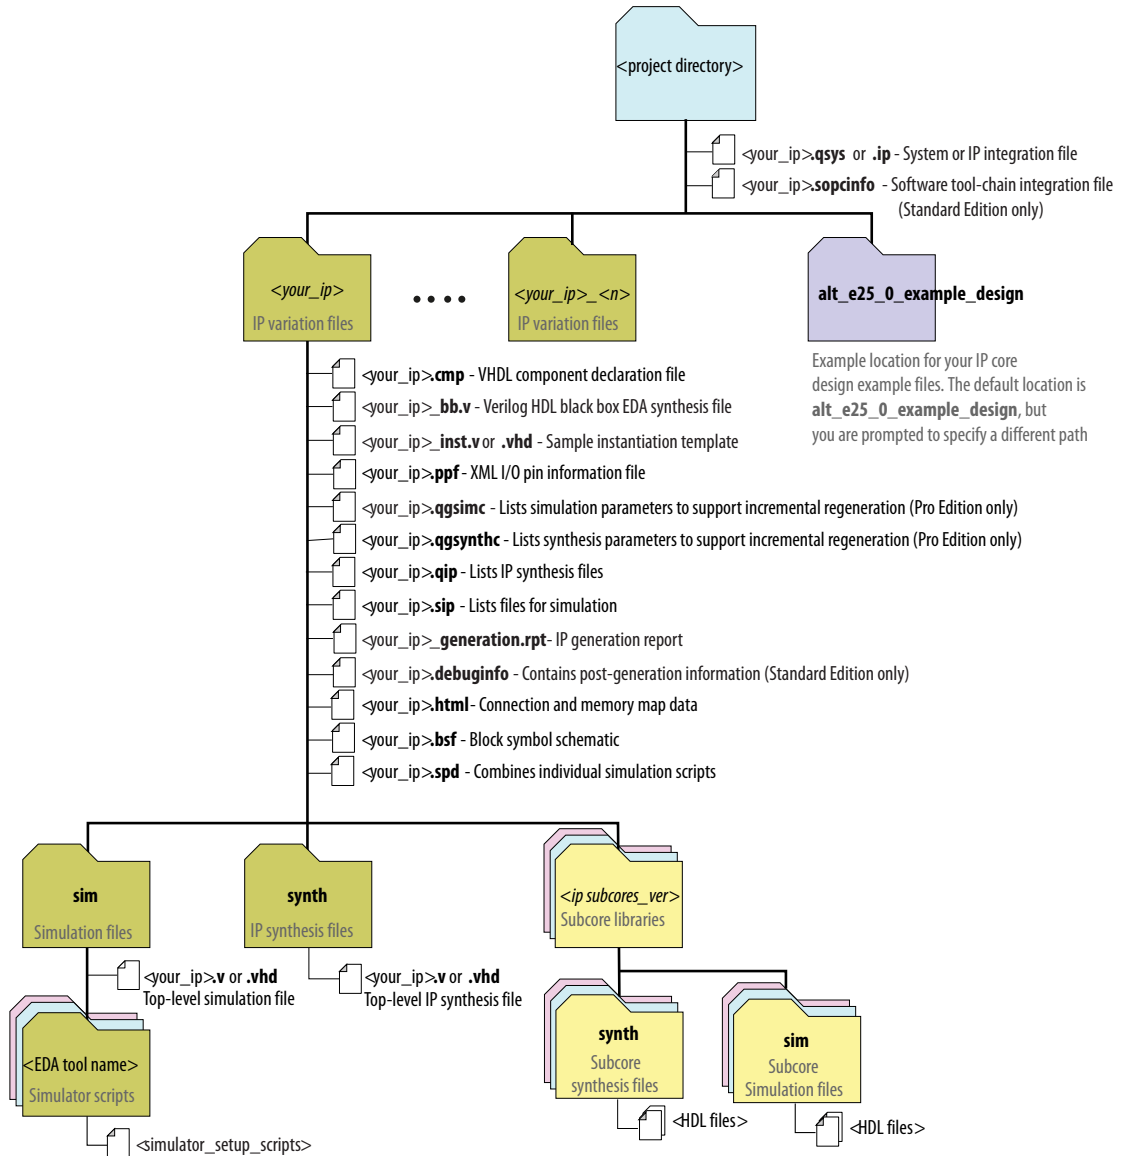 <project directory>
<your_ip>.qsys or .ip - System or IP integration file
<your_ip>.sopcinfo - Software tool-chain integration file
(Standard Edition only)
<your_ip>
IP variation files
<your_ip>_<n>
IP variation files
alt_e25_0_example_design
Example location for your IP core
design example files. The default location is
alt_e25_0_example_design, but
you are prompted to specify a different path
<your_ip>.cmp - VHDL component declaration file
<your_ip>_bb.v - Verilog HDL black box EDA synthesis file
<your_ip>_inst.v or .vhd - Sample instantiation template
<your_ip>.ppf - XML I/O pin information file
<your_ip>.qgsimc - Lists simulation parameters to support incremental regeneration (Pro Edition only)
<your_ip>.qgsynthc - Lists synthesis parameters to support incremental regeneration (Pro Edition only)
<your_ip>.qip - Lists IP synthesis files
<your_ip>.sip - Lists files for simulation
<your_ip>_generation.rpt- IP generation report
<your_ip>.debuginfo - Contains post-generation information (Standard Edition only)
<your_ip>.html- Connection and memory map data
<your_ip>.bsf - Block symbol schematic
<your_ip>.spd - Combines individual simulation scripts
sim
Simulation files
synth
IP synthesis files
<ip subcores_ver>
Subcore libraries
<your_ip>.v or .vhd
Top-level simulation file
<your_ip>.v or .vhd
Top-level IP synthesis file
<EDA tool name>
Simulator scripts
synth
Subcore
synthesis files
sim
Subcore
Simulation files
<HDL files>
<HDL files>
<simulator_setup_scripts>